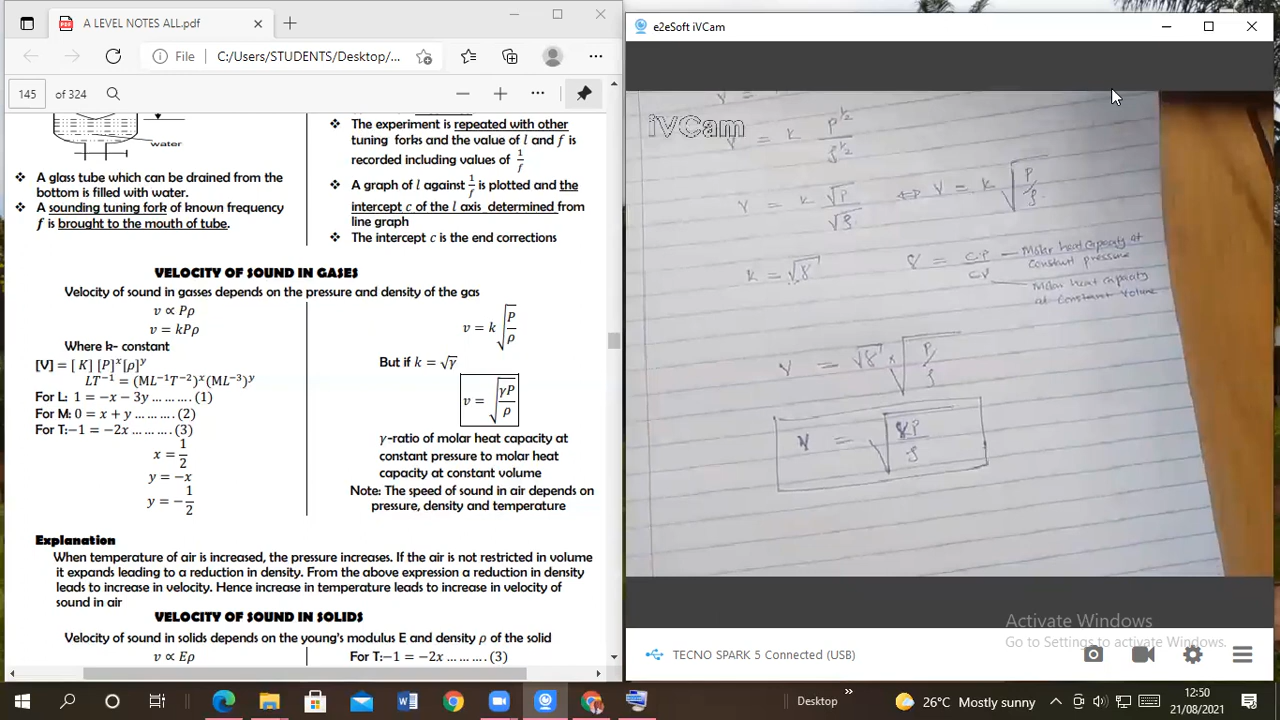 A LEVEL NOTES ALL.pdf
File
C:/Users/STUDENTS/Desktop/...
145
of 324
water
❖ A glass tube which can be drained from the
bottom is filled with water.
❖ A sounding tuning fork of known frequency
f is brought to the mouth of tube.
❖ The experiment is repeated with other
tuning forks and the value of l and f is
recorded including values of 1/f
❖ A graph of l against 1/f is plotted and the
intercept c of the l axis determined from
line graph
❖ The intercept c is the end corrections
VELOCITY OF SOUND IN GASES
Velocity of sound in gasses depends on the pressure and density of the gas
v ∝ Pρ
v = kPρ
Where k- constant
[V] = [ K] [P]ˣ[ρ]ʸ
LT⁻¹ = (ML⁻¹T⁻²)ˣ(ML⁻³)ʸ
For L: 1 = −x − 3y ... ... ... (1)
For M: 0 = x + y ... ... ... (2)
For T:−1 = −2x ... ... ... (3)
x = 1/2
y = −x
y = − 1/2
v = k √(P/ρ)
But if k = √γ
v = √(γP/ρ)
γ-ratio of molar heat capacity at
constant pressure to molar heat
capacity at constant volume
Note: The speed of sound in air depends on
pressure, density and temperature
Explanation
When temperature of air is increased, the pressure increases. If the air is not restricted in volume
it expands leading to a reduction in density. From the above expression a reduction in density
leads to increase in velocity. Hence increase in temperature leads to increase in velocity of
sound in air
VELOCITY OF SOUND IN SOLIDS
Velocity of sound in solids depends on the young's modulus E and density ρ of the solid
v ∝ Eρ
For T:−1 = −2x ... ... ... (3)
e2eSoft iVCam
iVCam
V = k P^1/2 / ρ^1/2
V = k √P / √ρ ⇔ V = k √(P/ρ)
k = √γ
γ = CP / CV
Molar heat capacity at
Constant pressure
Molar heat capacity
at Constant Volume
V = √γ × √(P/ρ)
V = √(γP/ρ)
Activate Windows
Go to Settings to activate Windows.
TECNO SPARK 5 Connected (USB)
Desktop
26°C Mostly sunny
12:50
21/08/2021